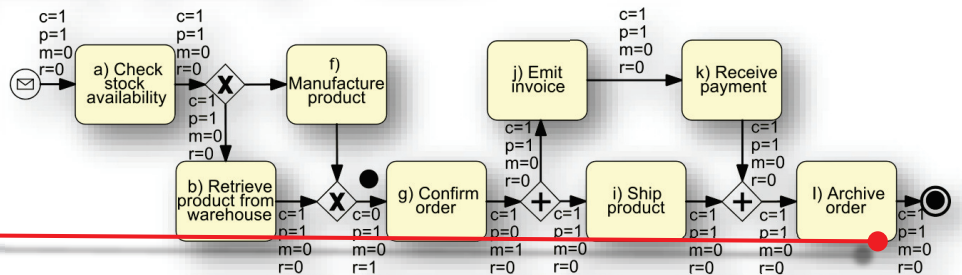 c=1
p=1
m=0
r=0
a) Check
stock
availability
c=1
p=1
m=0
r=0
X
c=1
p=1
m=0
r=0
f)
Manufacture
product
b) Retrieve
product from
warehouse
c=1
p=1
m=0
r=0
X
c=0
p=1
m=0
r=1
g) Confirm
order
c=1
p=0
m=1
r=0
+
c=1
p=1
m=0
r=0
j) Emit
invoice
c=1
p=1
m=0
r=0
k) Receive
payment
c=1
p=1
m=0
r=0
c=1
p=1
m=0
r=0
i) Ship
product
c=1
p=1
m=0
r=0
+
c=1
p=1
m=0
r=0
l) Archive
order
c=1
p=1
m=0
r=0